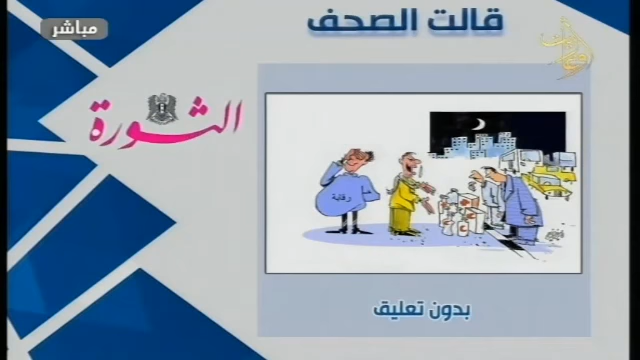 قالت الصحف
مباشر
الثورة
رقابة
بدون تعليق